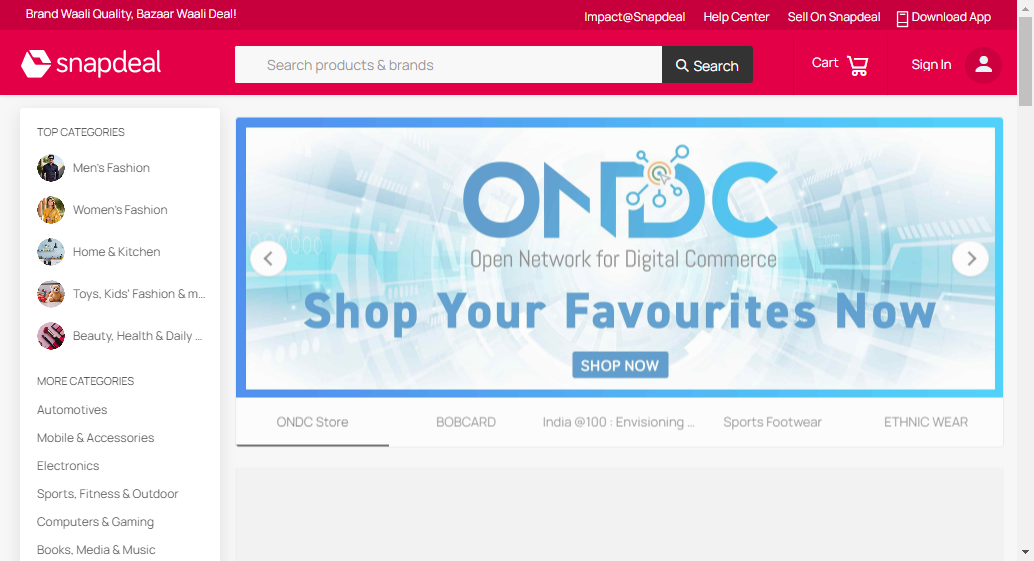 Brand Waali Quality, Bazaar Waali Deal!
Impact@Snapdeal
Help Center
Sell On Snapdeal
Download App
snapdeal
Search products & brands
Search
Cart
Sign In
TOP CATEGORIES
Men's Fashion
Women's Fashion
Home & Kitchen
Toys, Kids' Fashion & m...
Beauty, Health & Daily ...
MORE CATEGORIES
Automotives
Mobile & Accessories
Electronics
Sports, Fitness & Outdoor
Computers & Gaming
Books, Media & Music
ONDC
Open Network for Digital Commerce
Shop Your Favourites Now
SHOP NOW
ONDC Store
BOBCARD
India @100 : Envisioning ...
Sports Footwear
ETHNIC WEAR